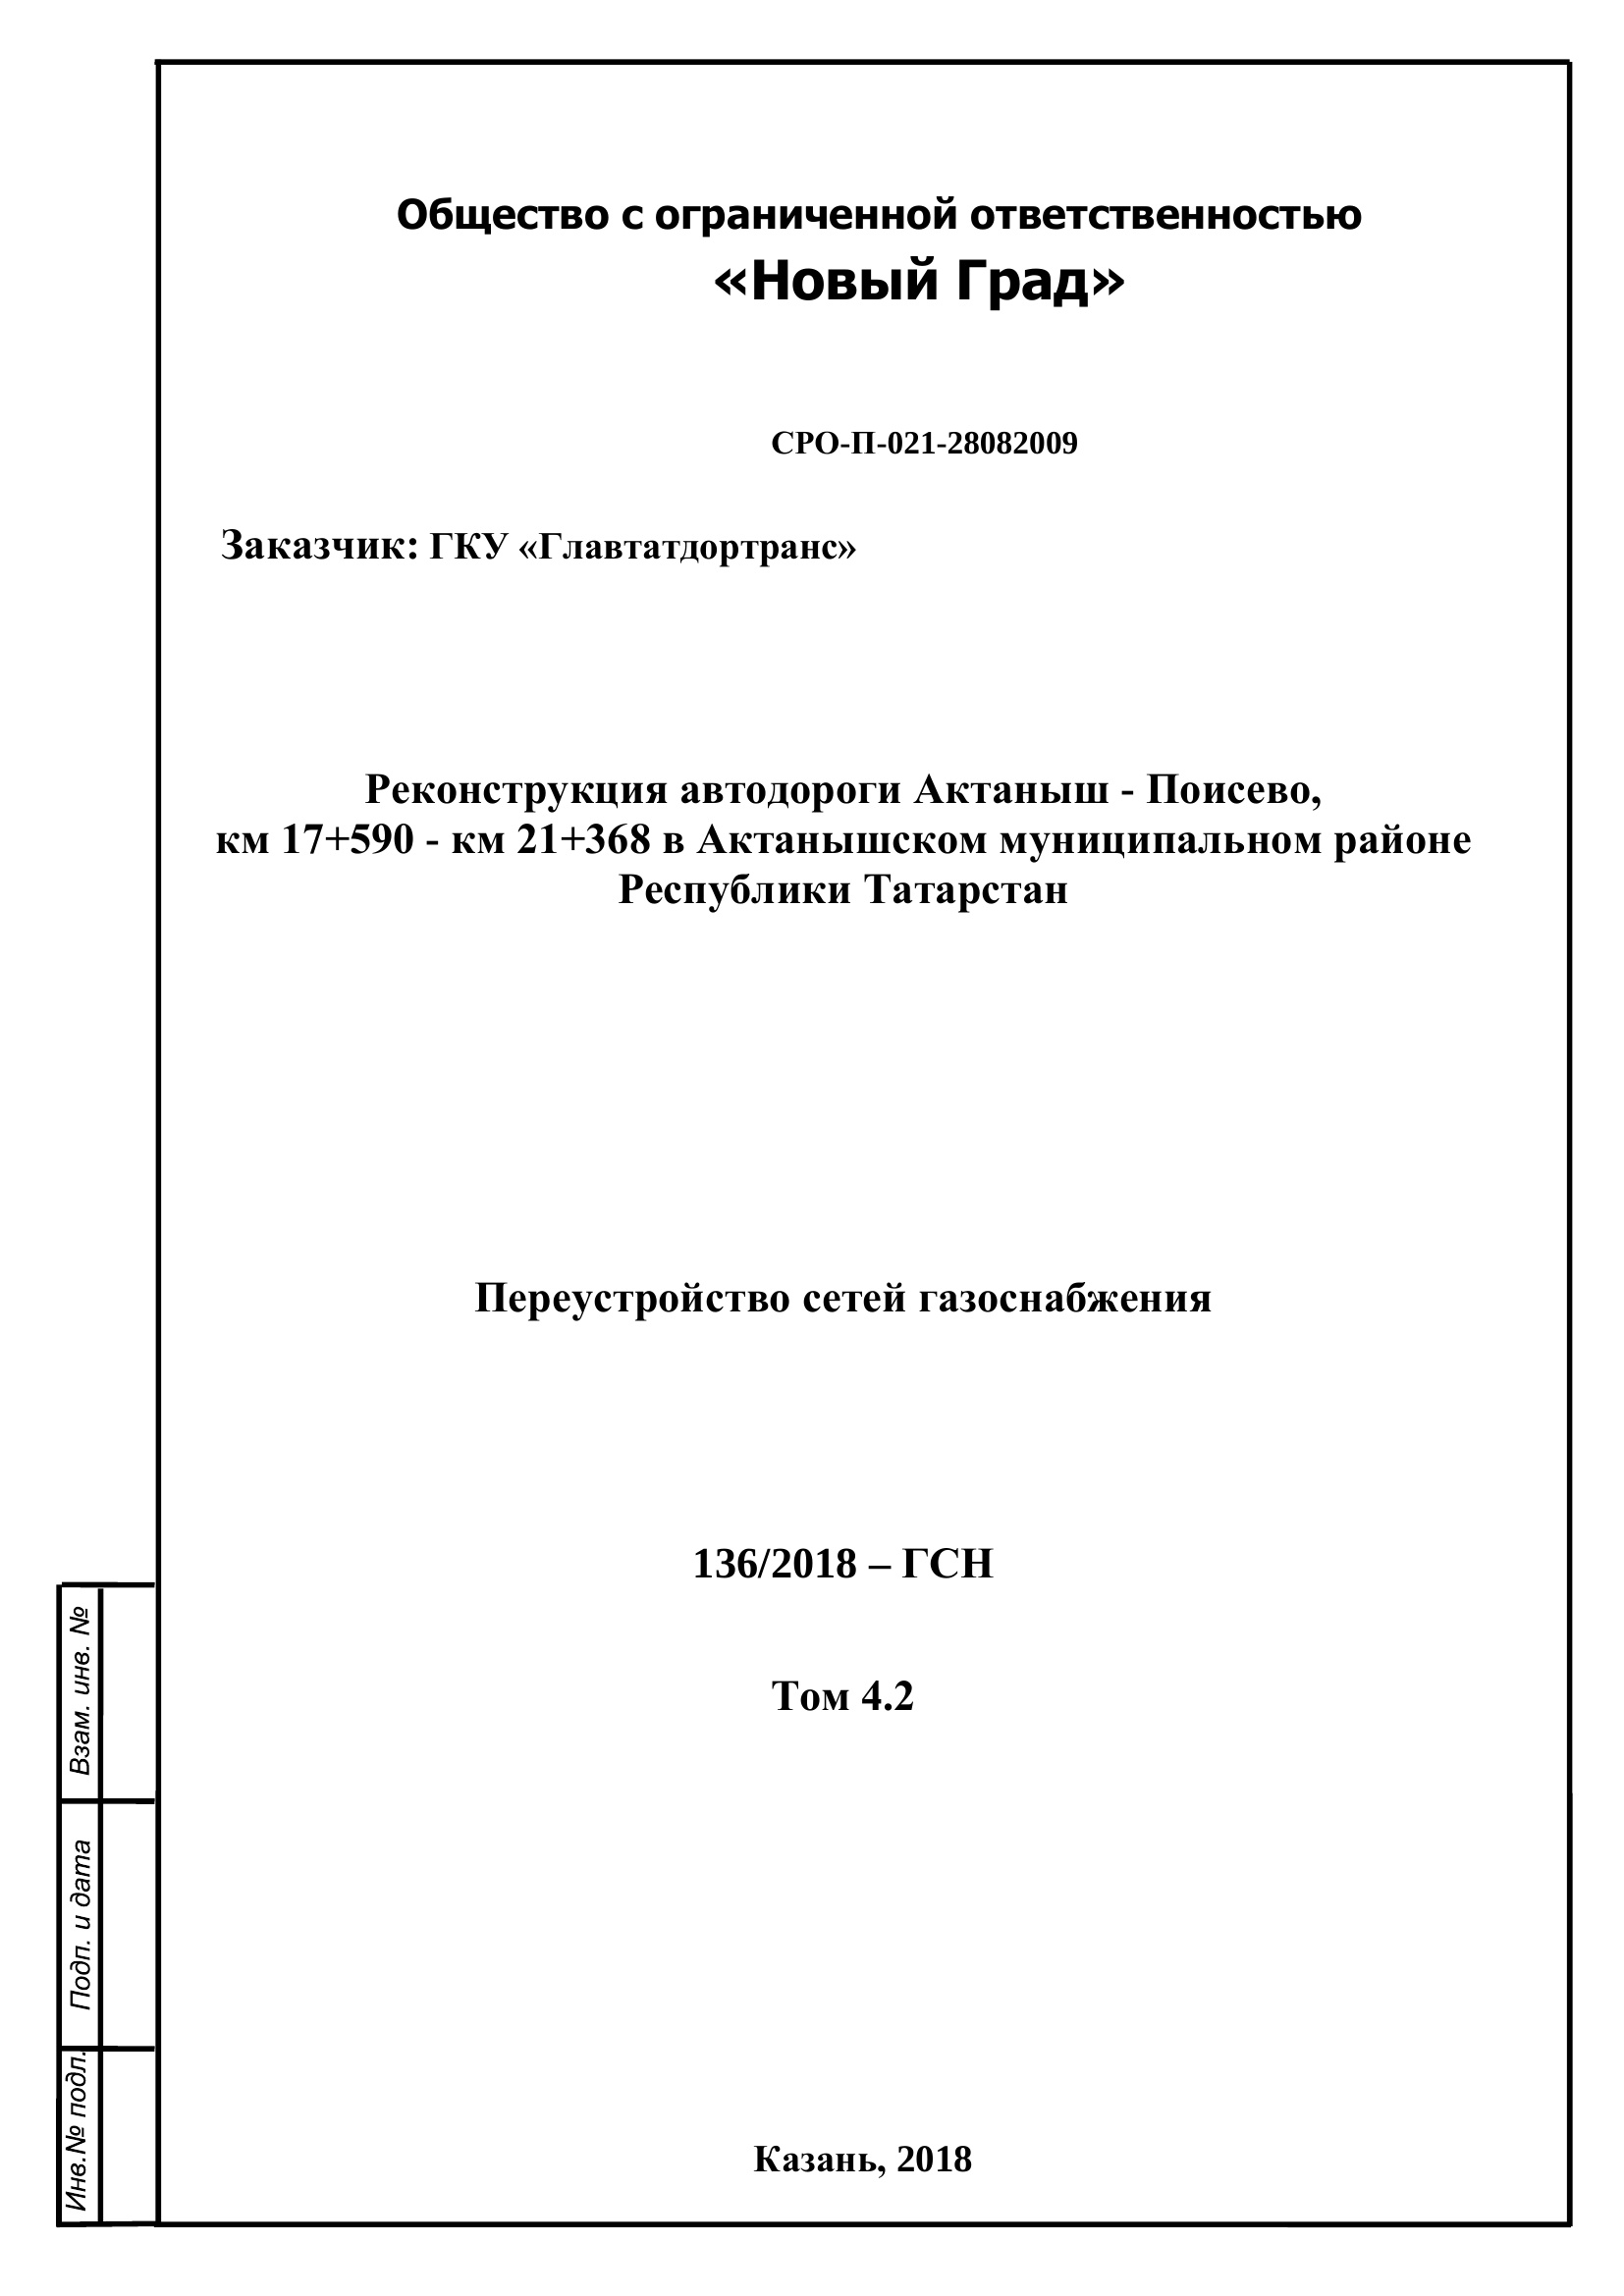 Общество с ограниченной ответственностью
«Новый Град»
СРО-П-021-28082009
Заказчик: ГКУ «Главтатдортранс»
Реконструкция автодороги Актаныш - Поисево,
км 17+590 - км 21+368 в Актанышском муниципальном районе
Республики Татарстан
Переустройство сетей газоснабжения
136/2018 – ГСН
Том 4.2
Взам. инв. №
Подп. и дата
Инв.№ подл.
Казань, 2018